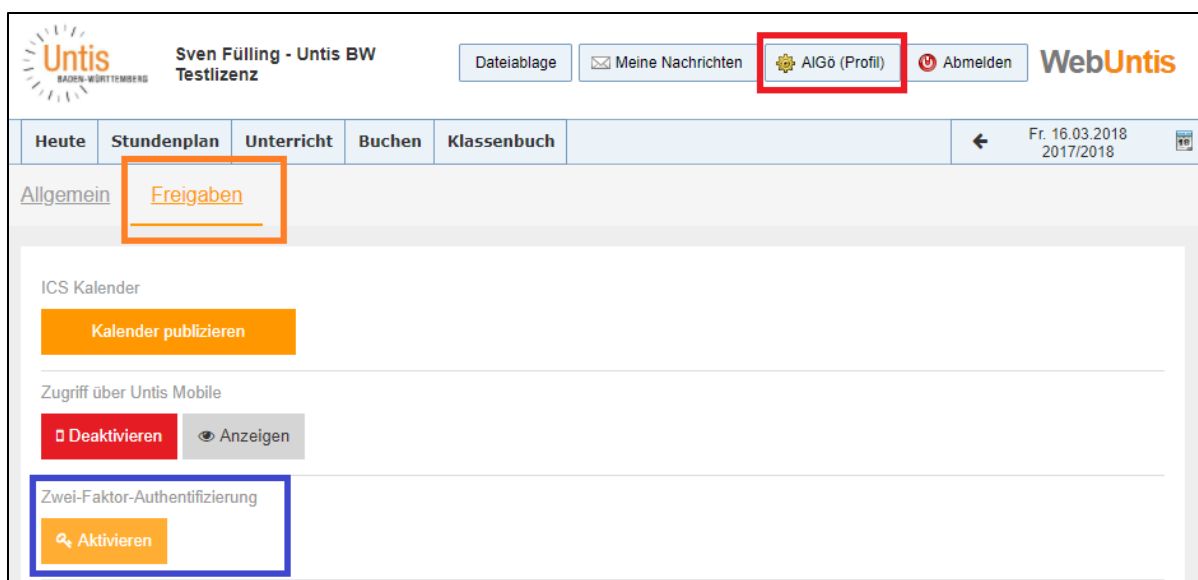 Untis
BADEN-WÜRTTEMBERG
Sven Fülling - Untis BW
Testlizenz
Dateiablage
Meine Nachrichten
AlGö (Profil)
Abmelden
WebUntis
Heute
Stundenplan
Unterricht
Buchen
Klassenbuch
Fr. 16.03.2018
2017/2018
18
Allgemein
Freigaben
ICS Kalender
Kalender publizieren
Zugriff über Untis Mobile
Deaktivieren
Anzeigen
Zwei-Faktor-Authentifizierung
Aktivieren